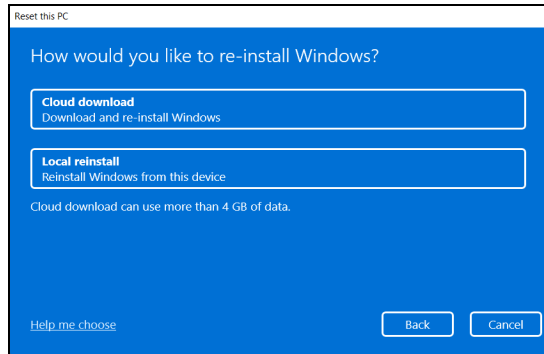 Reset this PC
How would you like to re-install Windows?
Cloud download
Download and re-install Windows
Local reinstall
Reinstall Windows from this device
Cloud download can use more than 4 GB of data.
Help me choose
Back
Cancel